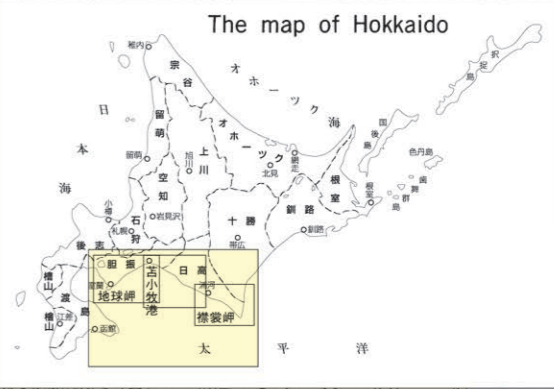 The map of Hokkaido
稚内
宗谷
オホーツク海
択捉島
日本海
留萌
オホーツク
国後島
色丹島
歯舞群島
留萌
旭川
上川
網走
北見
根室
根室
空知
小樽
岩見沢
石狩
札幌
十勝
帯広
釧路
釧路
後志
胆振
日高
苫小牧港
室蘭
地球岬
浦河
襟裳岬
檜山
渡島
檜山
江差
函館
太平洋